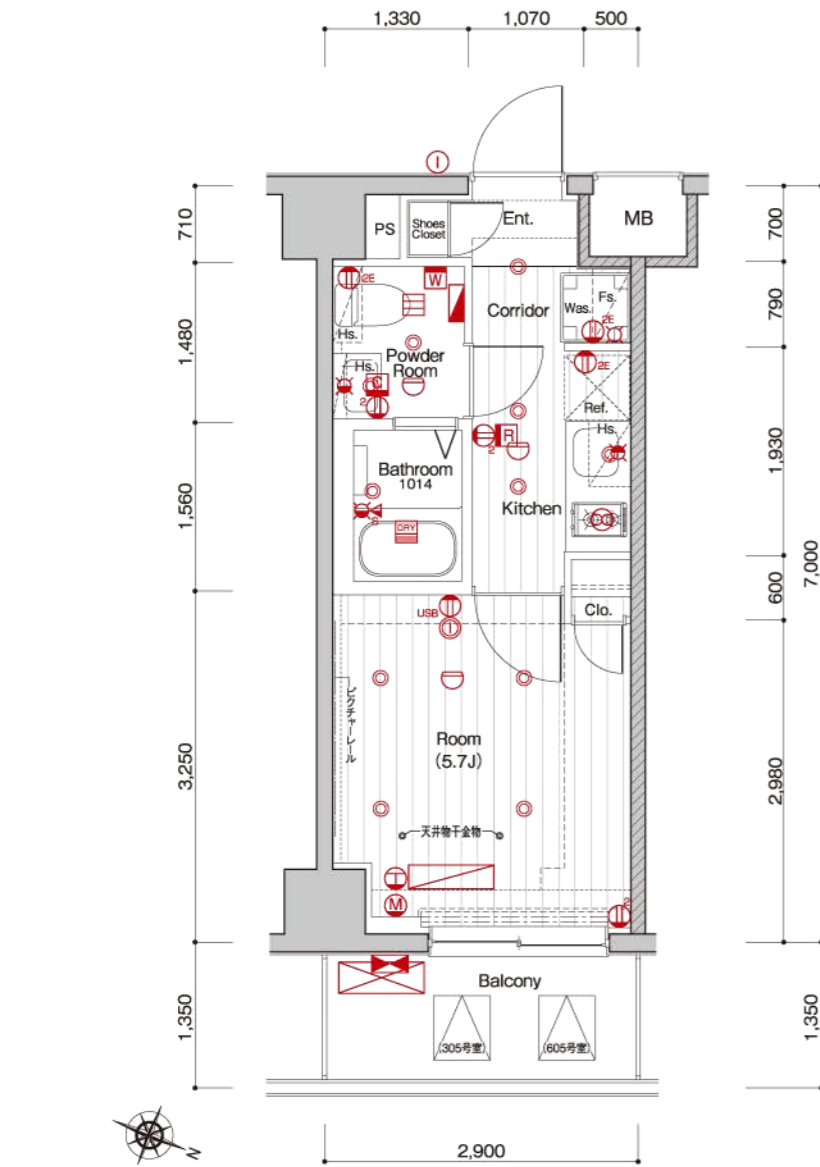 1,330
1,070
500
I
PS
Shoes
Closet
Ent.
MB
710
700
2E
W
Corridor
Was.
Fs.
2E
790
Hs.
1,480
Powder
Room
Hs.
C
2
2E
Ref.
Hs.
R
2
1,930
Bathroom
1014
1,560
S
DRY
Kitchen
7,000
600
Clo.
USB
I
ピクチャーレール
Room
(5.7J)
3,250
2,980
天井物干金物
T
M
2
Balcony
1,350
1,350
(305号室)
(605号室)
N
2,900